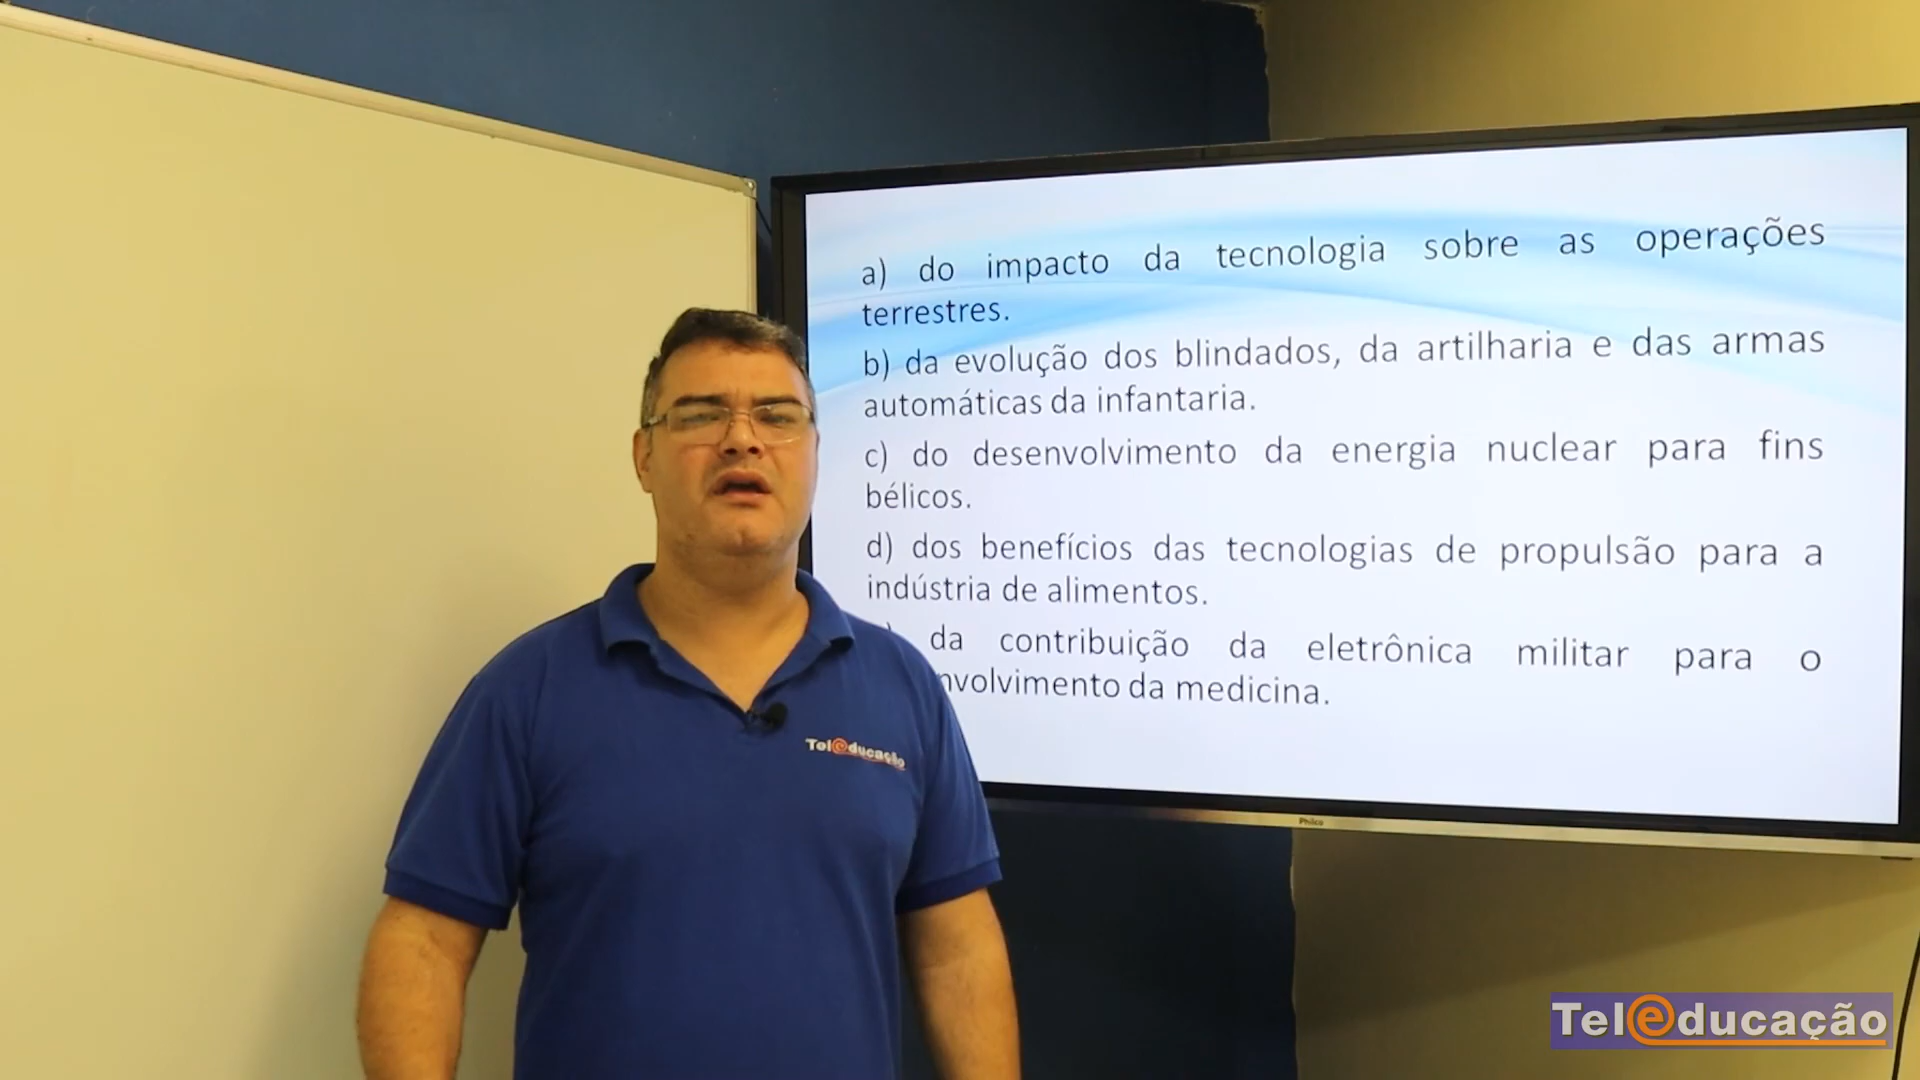 a) do impacto da tecnologia sobre as operações
terrestres.
b) da evolução dos blindados, da artilharia e das armas
automáticas da infantaria.
c) do desenvolvimento da energia nuclear para fins
bélicos.
d) dos benefícios das tecnologias de propulsão para a
indústria de alimentos.
da contribuição da eletrônica militar para o
da medicina.
Teleducação
Philco
Teleducação